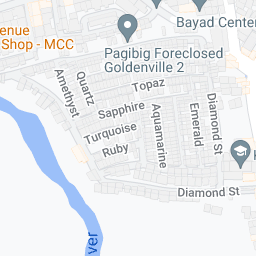 Bayad Center
enue
Shop - MCC
Pagibig Foreclosed
Goldenville 2
Topaz
Quartz
Amethyst
Sapphire
Turquoise
Ruby
Aquamarine
Emerald
Diamond St
Diamond St
ver